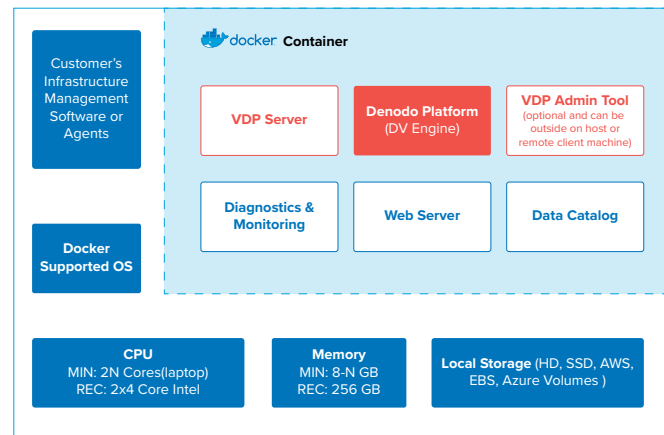 Customer's
Infrastructure
Management
Software or
Agents
docker Container
VDP Server
Denodo Platform
(DV Engine)
VDP Admin Tool
(optional and can be
outside on host or
remote client machine)
Diagnostics &
Monitoring
Web Server
Data Catalog
Docker
Supported OS
CPU
MIN: 2N Cores(laptop)
REC: 2x4 Core Intel
Memory
MIN: 8-N GB
REC: 256 GB
Local Storage (HD, SSD, AWS,
EBS, Azure Volumes )